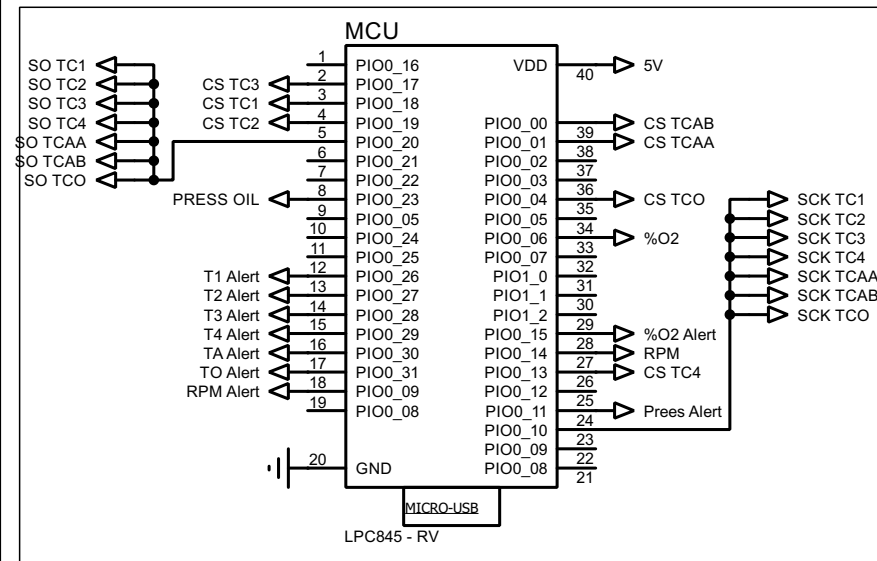 MCU
SO TC1
SO TC2
SO TC3
SO TC4
SO TCAA
SO TCAB
SO TCO
CS TC3
CS TC1
CS TC2
PRESS OIL
T1 Alert
T2 Alert
T3 Alert
T4 Alert
TA Alert
TO Alert
RPM Alert
1 PIO0_16
2 PIO0_17
3 PIO0_18
4 PIO0_19
5 PIO0_20
6 PIO0_21
7 PIO0_22
8 PIO0_23
9 PIO0_05
10 PIO0_24
11 PIO0_25
12 PIO0_26
13 PIO0_27
14 PIO0_28
15 PIO0_29
16 PIO0_30
17 PIO0_31
18 PIO0_09
19 PIO0_08
20 GND
VDD 40 5V
PIO0_00 39 CS TCAB
PIO0_01 38 CS TCAA
PIO0_02 37
PIO0_03 36
PIO0_04 35 CS TCO
PIO0_05 34
PIO0_06 33 %O2
PIO0_07 32
PIO1_0 31
PIO1_1 30
PIO1_2 29
PIO0_15 28 %O2 Alert
PIO0_14 27 RPM
PIO0_13 26 CS TC4
PIO0_12 25
PIO0_11 24 Prees Alert
PIO0_10 23
PIO0_09 22
PIO0_08 21
SCK TC1
SCK TC2
SCK TC3
SCK TC4
SCK TCAA
SCK TCAB
SCK TCO
MICRO-USB
LPC845 - RV